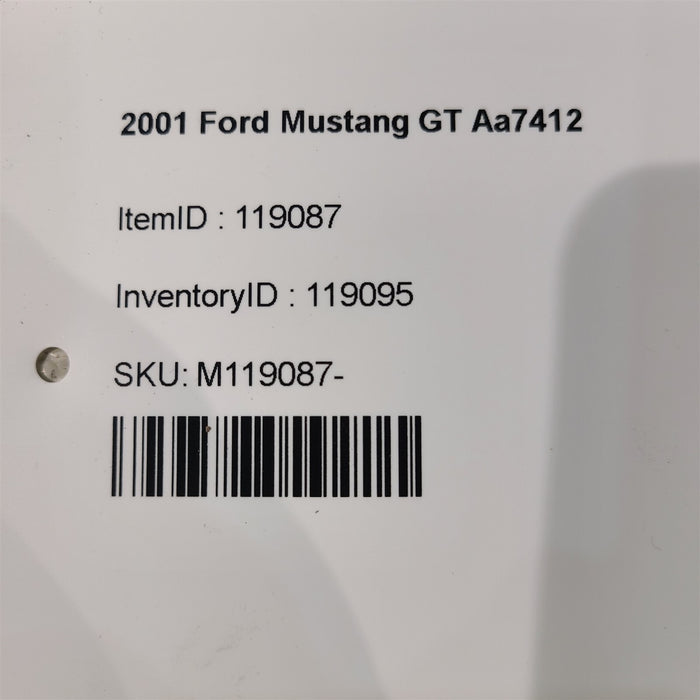 2001 Ford Mustang GT Aa7412
ItemID : 119087
InventoryID : 119095
SKU: M119087-